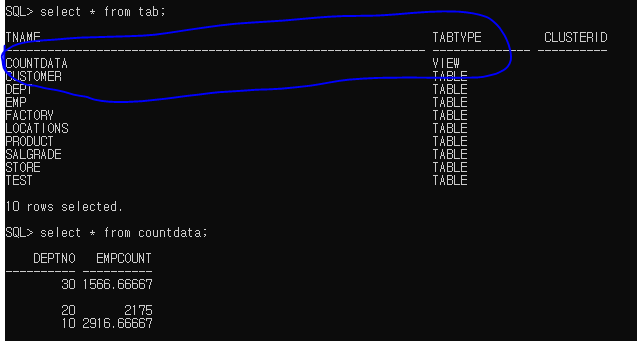 SQL> select * from tab;
TNAME TABTYPE CLUSTERID
COUNTDATA VIEW
CUSTOMER TABLE
DEPT TABLE
EMP TABLE
FACTORY TABLE
LOCATIONS TABLE
PRODUCT TABLE
SALGRADE TABLE
STORE TABLE
TEST TABLE
10 rows selected.
SQL> select * from countdata;
DEPTNO EMPCOUNT
30 1566.66667
20 2175
10 2916.66667